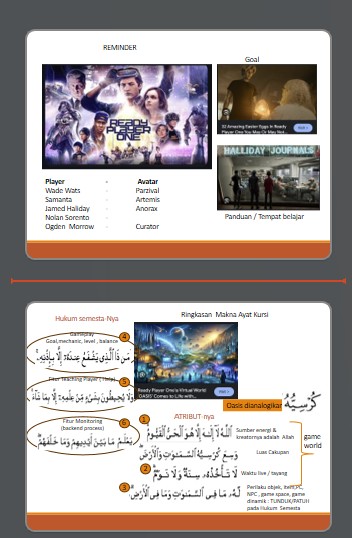 REMINDER
Goal
READY PLAYER ONE
32 Amazing Easter Eggs in Ready Player One You May Or May Not...
HALLIDAY JOURNALS
Player - Avatar
Wade Wats Parzival
Samanta Artemis
Jamed Haliday Anorax
Nolan Sorento
Ogden Morrow Curator
Panduan / Tempat belajar
Hukum semesta-Nya
Ringkasan Makna Ayat Kursi
Gameplay
Goal,mechanic, level , balance
4
مَن ذَا ٱلَّذِى يَشْفَعُ عِندَهُۥٓ إِلَّا بِإِذْنِهِۦ
Fitur Teaching Player ( Help)
5
وَلَا يُحِيطُونَ بِشَىْءٍ مِّنْ عِلْمِهِۦٓ إِلَّا بِمَا شَآءَ
Fitur Monitoring
(backend process)
6
يَعْلَمُ مَا بَيْنَ أَيْدِيهِمْ وَمَا خَلْفَهُمْ
Ready Player One's Virtual World 'OASIS' Comes to Life with...
Oasis dianalogikan
كُرْسِيُّهُ
ATRIBUT-nya
1
ٱللَّهُ لَآ إِلَٰهَ إِلَّا هُوَ ٱلْحَىُّ ٱلْقَيُّومُ
Sumber energi &
kreatornya adalah Allah
وَسِعَ كُرْسِيُّهُ ٱلسَّمَٰوَٰتِ وَٱلْأَرْضَ
Luas Cakupan
game
world
2
لَا تَأْخُذُهُۥ سِنَةٌ وَلَا نَوْمٌ
Waktu live / tayang
3
لَّهُۥ مَا فِى ٱلسَّمَٰوَٰتِ وَمَا فِى ٱلْأَرْضِ
Perilaku objek, item,PC,
NPC , game space, game
dinamik : TUNDUK/PATUH
pada Hukum Semesta